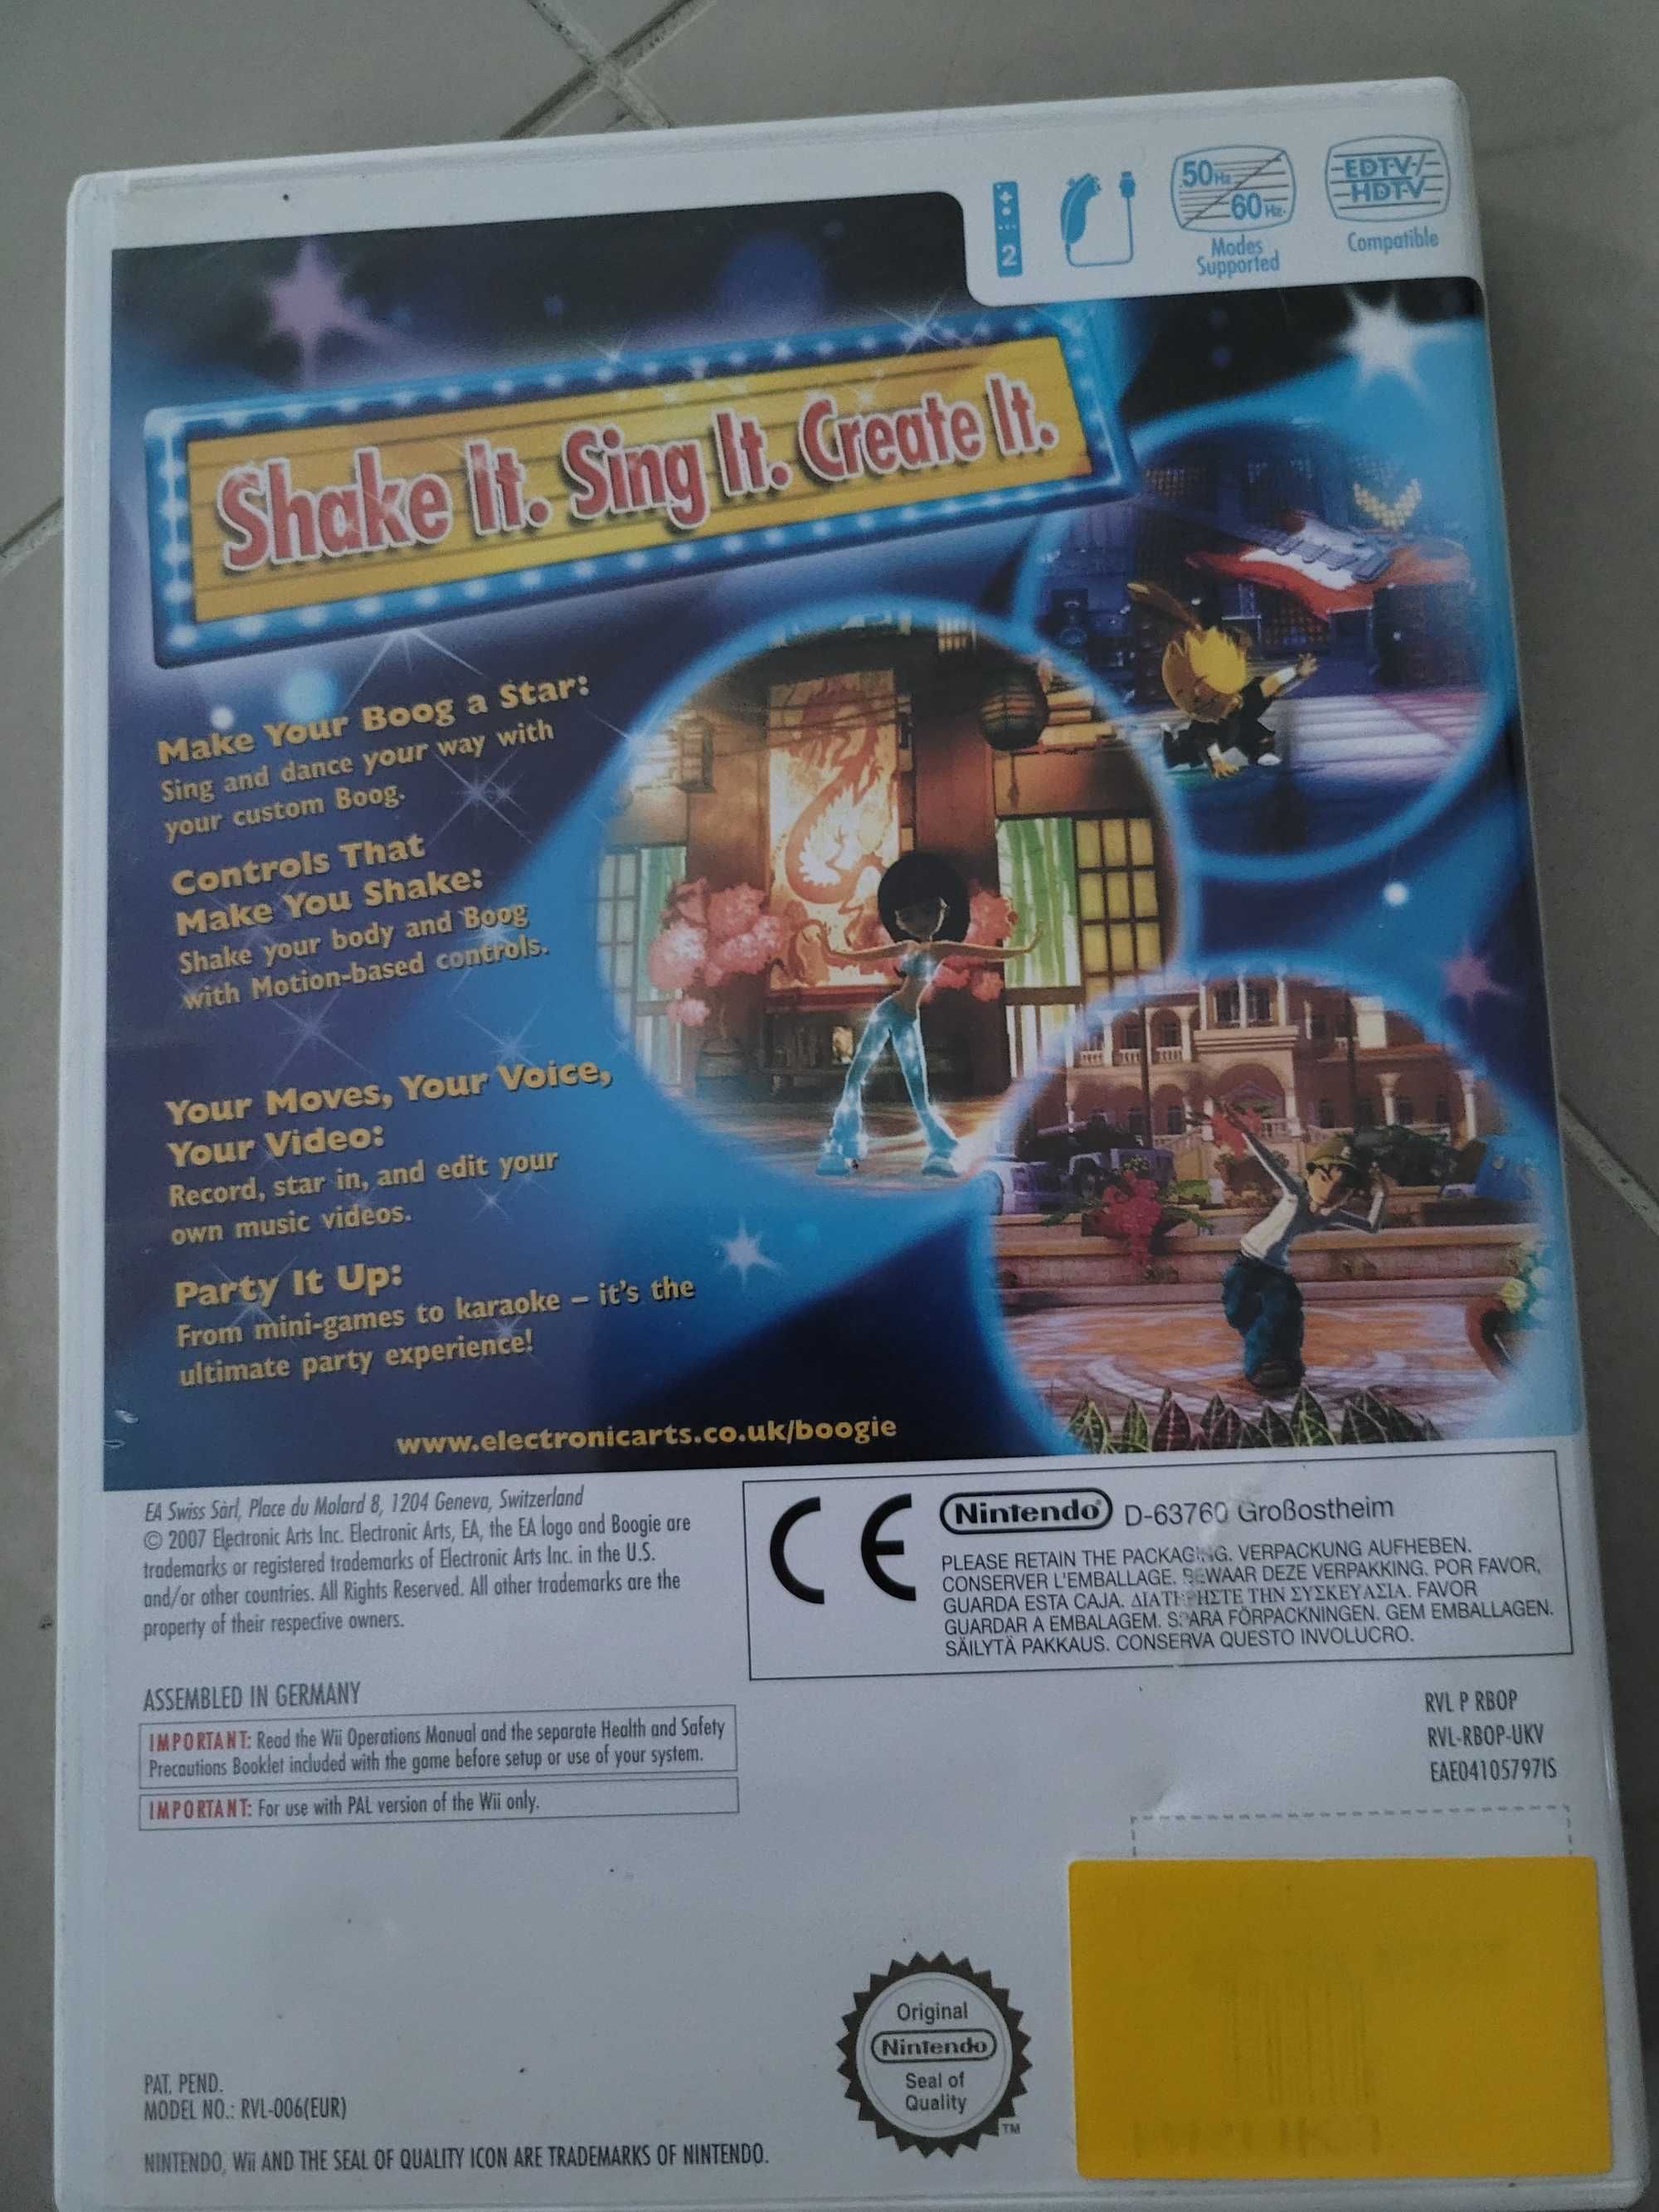 2
50Hz
60Hz
Modes
Supported
EDTV/
HDTV
Compatible
Shake It. Sing It. Create It.
Make Your Boog a Star:
Sing and dance your way with
your custom Boog.
Controls That
Make You Shake:
Shake your body and Boog
with Motion-based controls.
Your Moves, Your Voice,
Your Video:
Record, star in, and edit your
own music videos.
Party It Up:
From mini-games to karaoke – it's the
ultimate party experience!
www.electronicarts.co.uk/boogie
EA Swiss Sàrl, Place du Molard 8, 1204 Geneva, Switzerland
© 2007 Electronic Arts Inc. Electronic Arts, EA, the EA logo and Boogie are
trademarks or registered trademarks of Electronic Arts Inc. in the U.S.
and/or other countries. All Rights Reserved. All other trademarks are the
property of their respective owners.
CE
Nintendo® D-63760 Großostheim
PLEASE RETAIN THE PACKAGING. VERPACKUNG AUFHEBEN.
CONSERVER L'EMBALLAGE. BEWAAR DEZE VERPAKKING. POR FAVOR,
GUARDA ESTA CAJA. ΔΙΑΤΗΡΗΣΤΕ ΤΗΝ ΣΥΣΚΕΥΑΣΙΑ. FAVOR
GUARDAR A EMBALAGEM. SPARA FÖRPACKNINGEN. GEM EMBALLAGEN.
SÄILYTÄ PAKKAUS. CONSERVA QUESTO INVOLUCRO.
ASSEMBLED IN GERMANY
IMPORTANT: Read the Wii Operations Manual and the separate Health and Safety
Precautions Booklet included with the game before setup or use of your system.
IMPORTANT: For use with PAL version of the Wii only.
RVL P RBOP
RVL-RBOP-UKV
EAE04105797IS
Original
Nintendo
Seal of
Quality
TM
PAT. PEND.
MODEL NO.: RVL-006(EUR)
NINTENDO, Wii AND THE SEAL OF QUALITY ICON ARE TRADEMARKS OF NINTENDO.